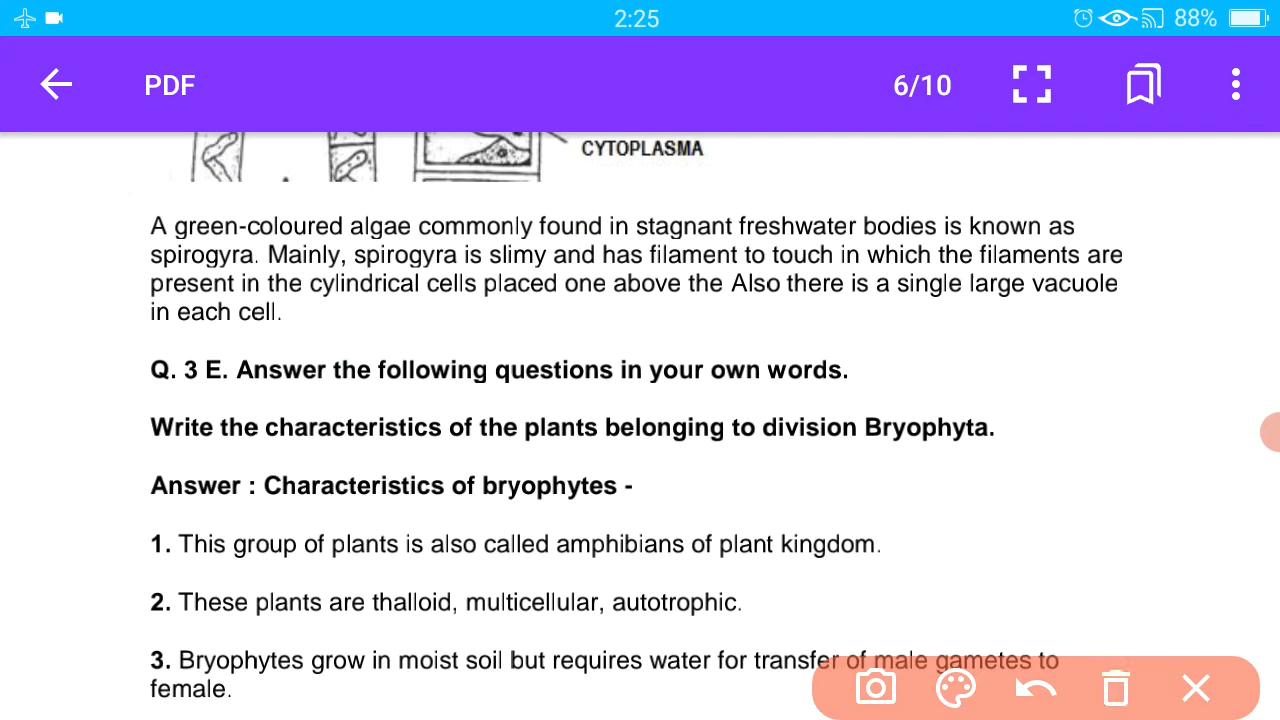 2:25
88%
PDF
6/10
CYTOPLASMA
A green-coloured algae commonly found in stagnant freshwater bodies is known as
spirogyra. Mainly, spirogyra is slimy and has filament to touch in which the filaments are
present in the cylindrical cells placed one above the Also there is a single large vacuole
in each cell.
Q. 3 E. Answer the following questions in your own words.
Write the characteristics of the plants belonging to division Bryophyta.
Answer : Characteristics of bryophytes -
1. This group of plants is also called amphibians of plant kingdom.
2. These plants are thalloid, multicellular, autotrophic.
3. Bryophytes grow in moist soil but requires water for transfer of male gametes to
female.